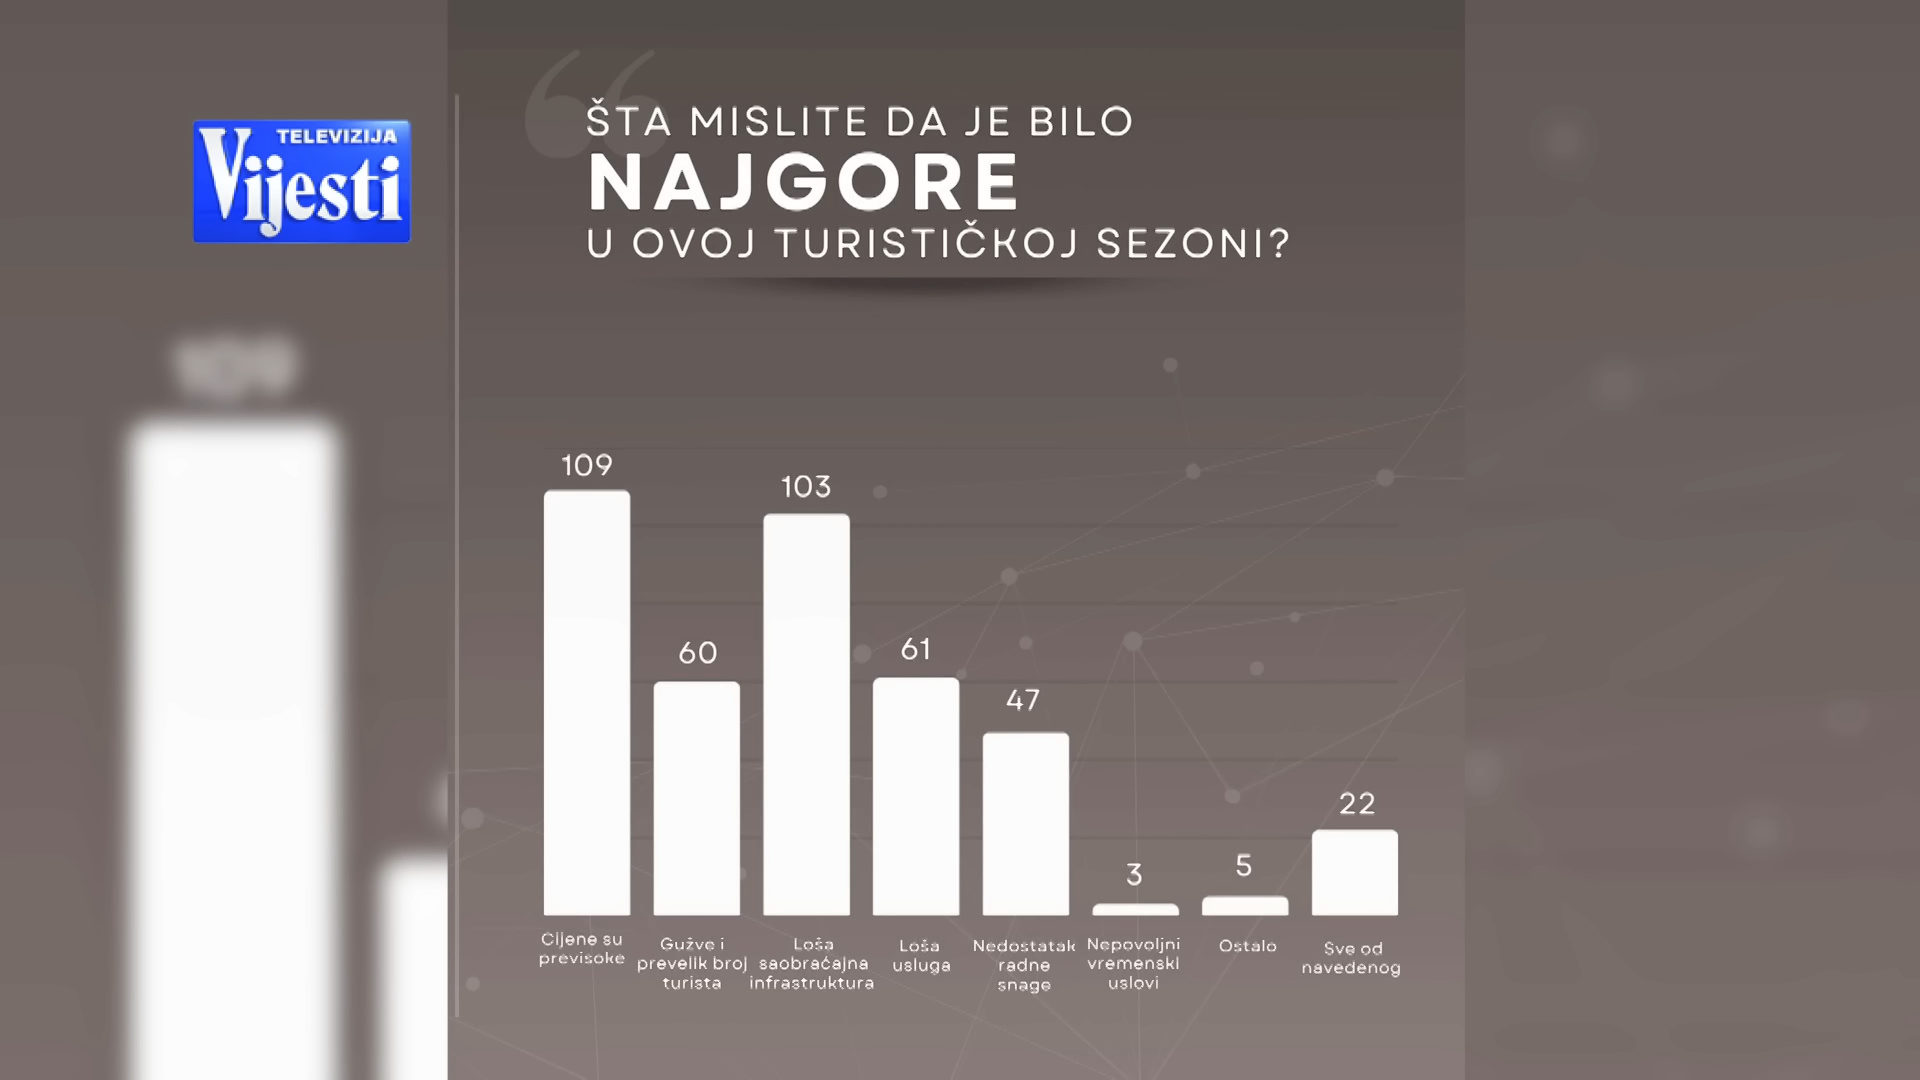 TELEVIZIJA
Vijesti
ŠTA MISLITE DA JE BILO
NAJGORE
U OVOJ TURISTIČKOJ SEZONI?
109
109
60
103
61
47
3
5
22
Cijene su
previsoke
Gužve i
prevelik broj
turista
Loša
saobraćajna
infrastruktura
Loša
usluga
Nedostatak
radne
snage
Nepovoljni
vremenski
uslovi
Ostalo
Sve od
navedenog